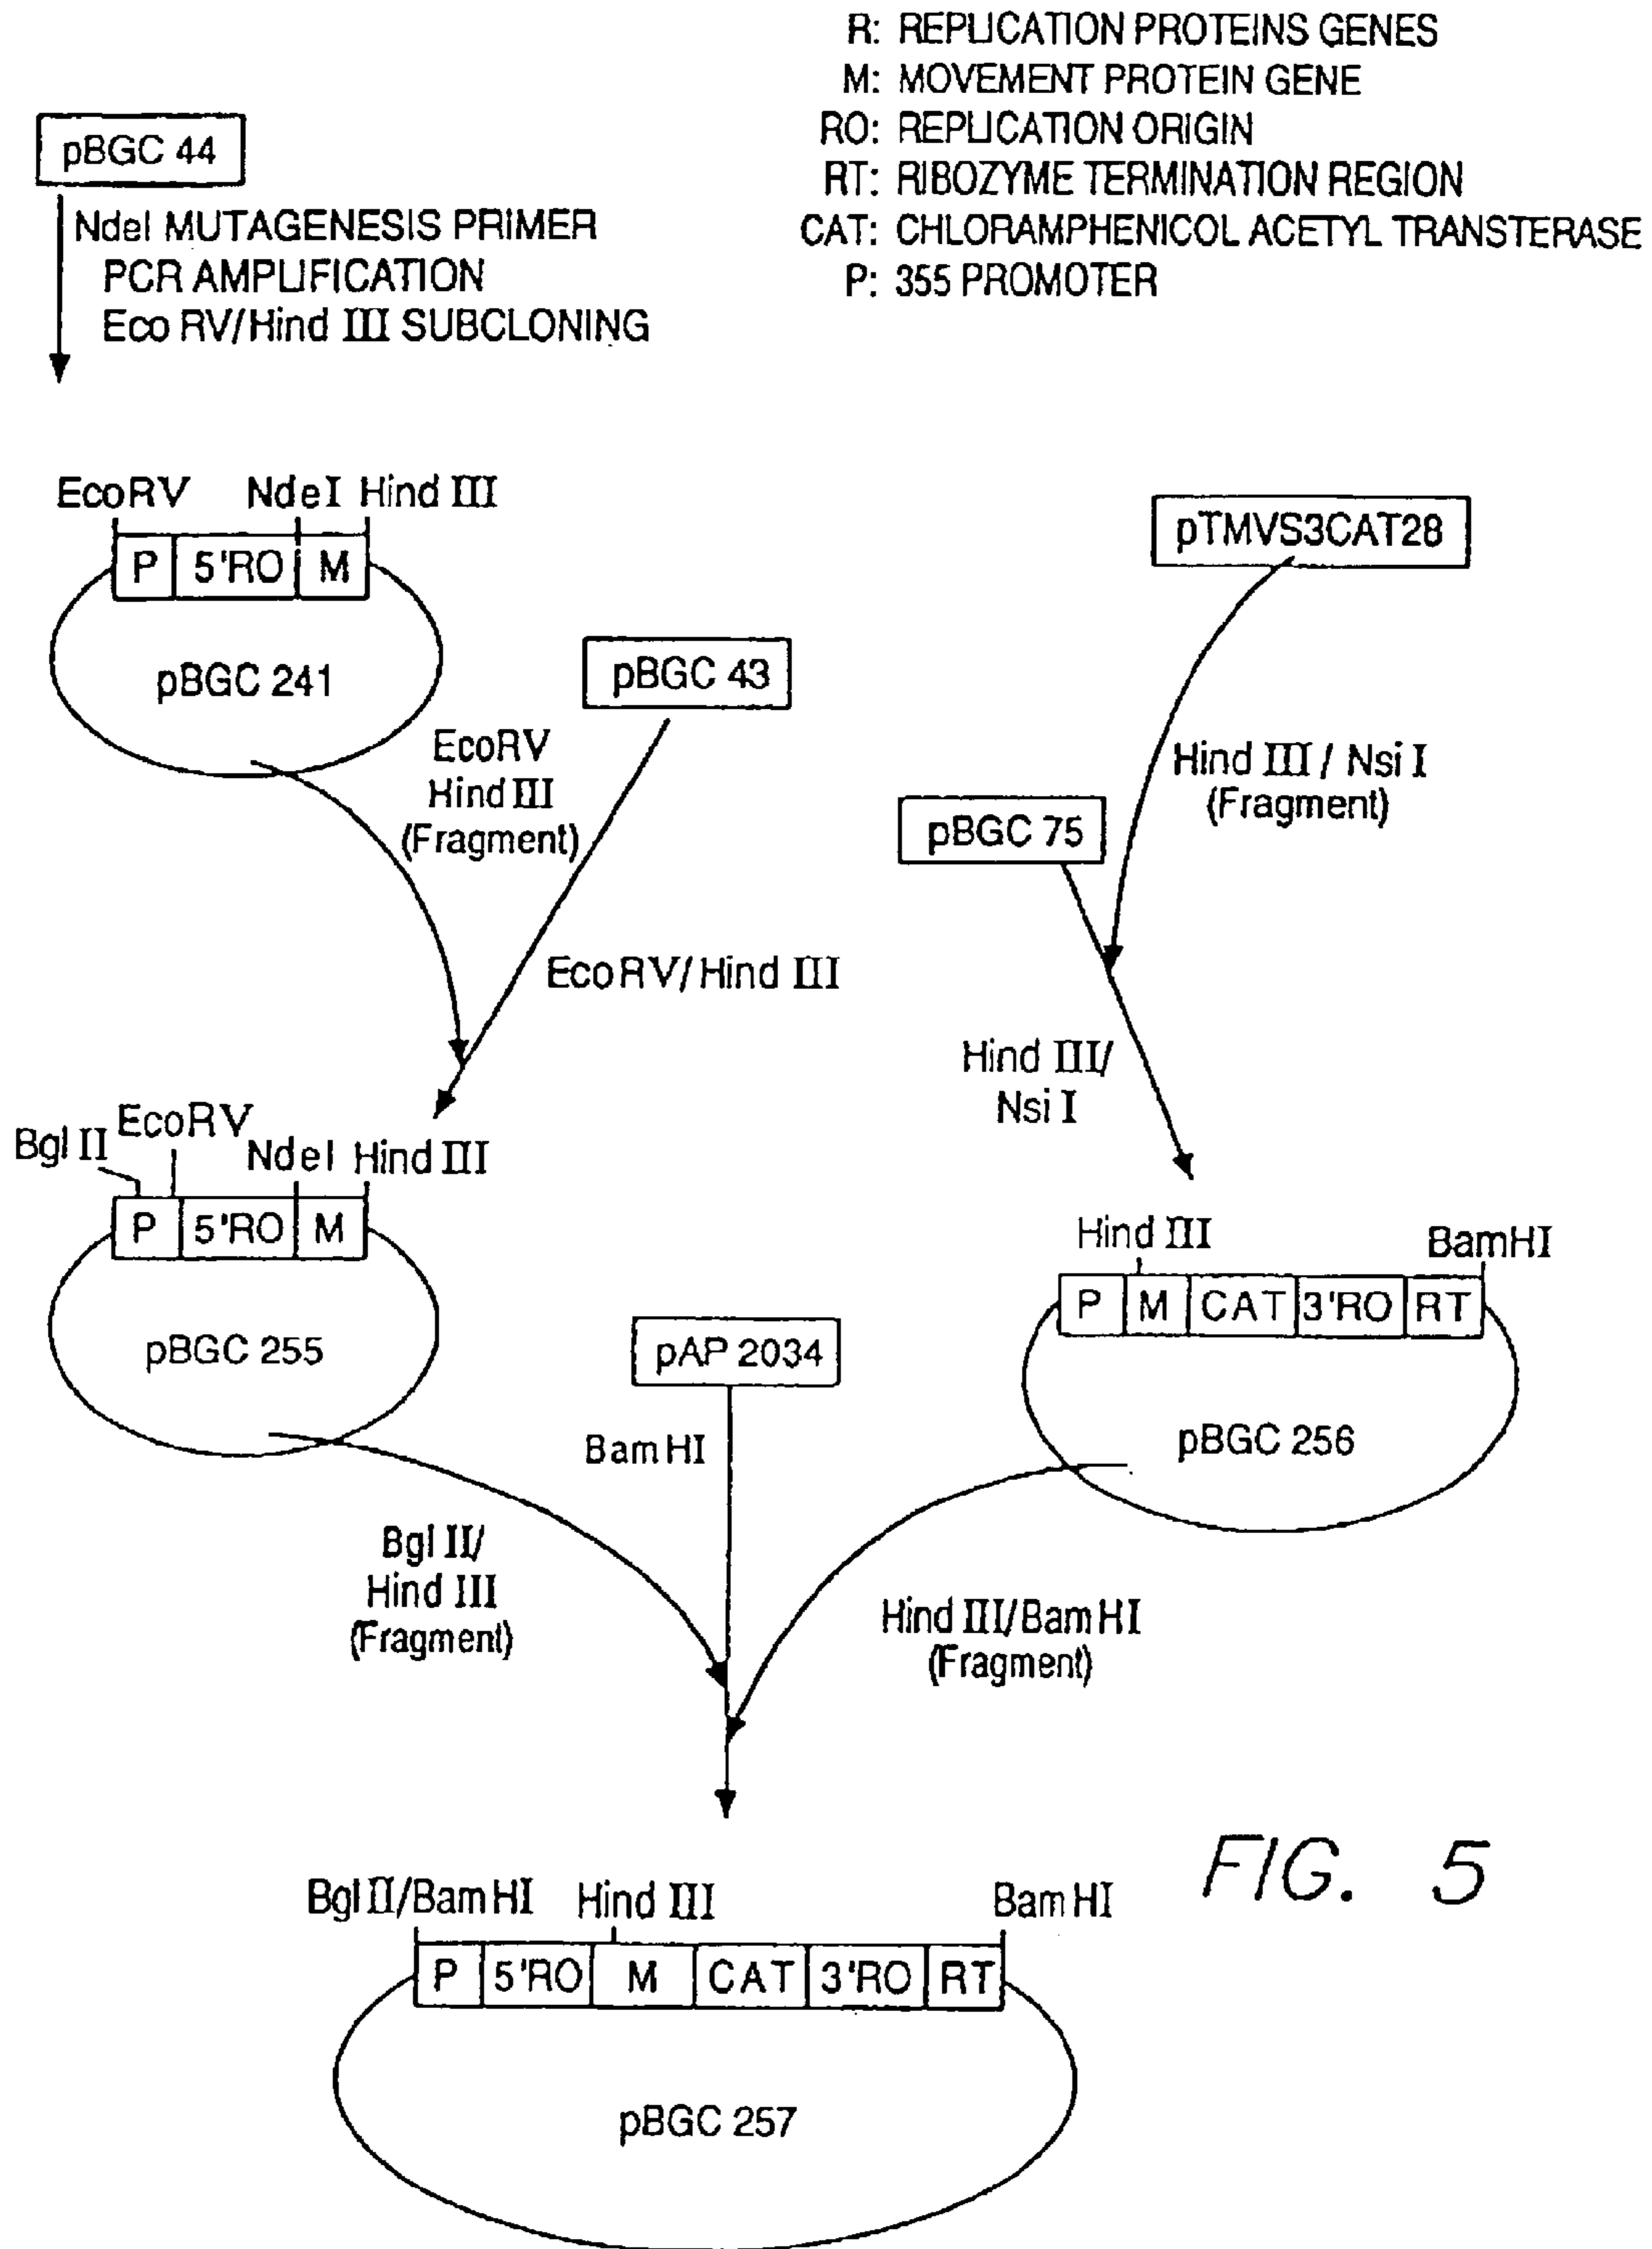 R: REPLICATION PROTEINS GENES
M: MOVEMENT PROTEIN GENE
RO: REPLICATION ORIGIN
RT: RIBOZYME TERMINATION REGION
CAT: CHLORAMPHENICOL ACETYL TRANSTERASE
P: 355 PROMOTER
pBGC 44
NdeI MUTAGENESIS PRIMER
PCR AMPLIFICATION
Eco RV/Hind III SUBCLONING
EcoRV NdeI Hind III
P 5'RO M
pBGC 241
pBGC 43
EcoRV
Hind III
(Fragment)
EcoRV/Hind III
pTMVS3CAT28
Hind III / Nsi I
(Fragment)
pBGC 75
Hind III/
Nsi I
Bgl II EcoRV NdeI Hind III
P 5'RO M
pBGC 255
Hind III BamHI
P M CAT 3'RO RT
pBGC 256
pAP 2034
Bam HI
Bgl II/
Hind III
(Fragment)
Hind III/Bam HI
(Fragment)
Bgl II/Bam HI Hind III Bam HI
P 5'RO M CAT 3'RO RT
pBGC 257
FIG. 5